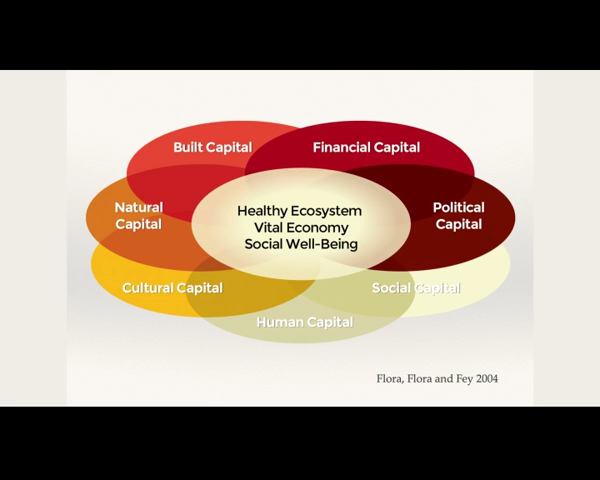 Built Capital
Financial Capital
Natural
Capital
Healthy Ecosystem
Vital Economy
Social Well-Being
Political
Capital
Cultural Capital
Social Capital
Human Capital
Flora, Flora and Fey 2004